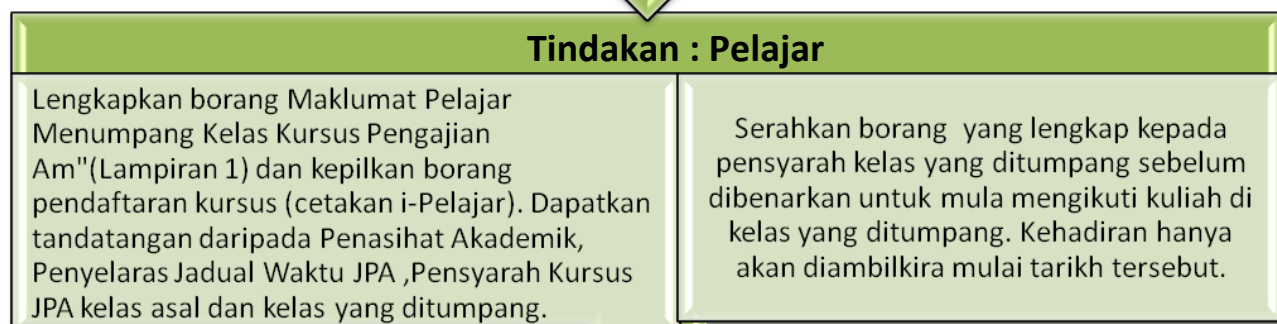 Tindakan : Pelajar
Lengkapkan borang Maklumat Pelajar
Menumpang Kelas Kursus Pengajian
Am"(Lampiran 1) dan kepilkan borang
pendaftaran kursus (cetakan i-Pelajar). Dapatkan
tandatangan daripada Penasihat Akademik,
Penyelaras Jadual Waktu JPA ,Pensyarah Kursus
JPA kelas asal dan kelas yang ditumpang.
Serahkan borang  yang lengkap kepada
pensyarah kelas yang ditumpang sebelum
dibenarkan untuk mula mengikuti kuliah di
kelas yang ditumpang. Kehadiran hanya
akan diambilkira mulai tarikh tersebut.